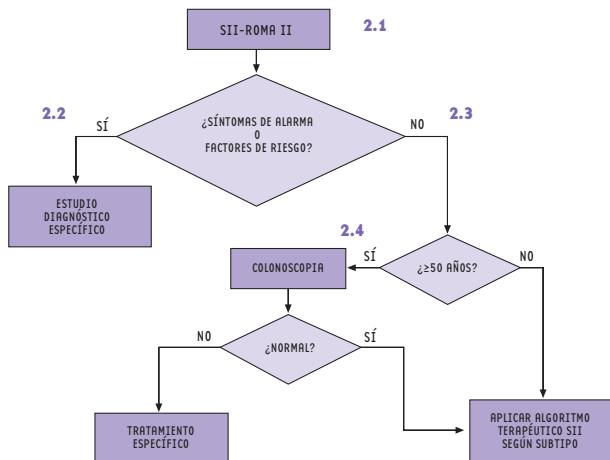 SII-ROMA II
2.1
2.2
SÍ
¿SÍNTOMAS DE ALARMA
O
FACTORES DE RIESGO?
NO
2.3
ESTUDIO
DIAGNÓSTICO
ESPECÍFICO
2.4
COLONOSCOPIA
SÍ
¿≥50 AÑOS?
NO
NO
¿NORMAL?
SÍ
TRATAMIENTO
ESPECÍFICO
APLICAR ALGORITMO
TERAPÉUTICO SII
SEGÚN SUBTIPO